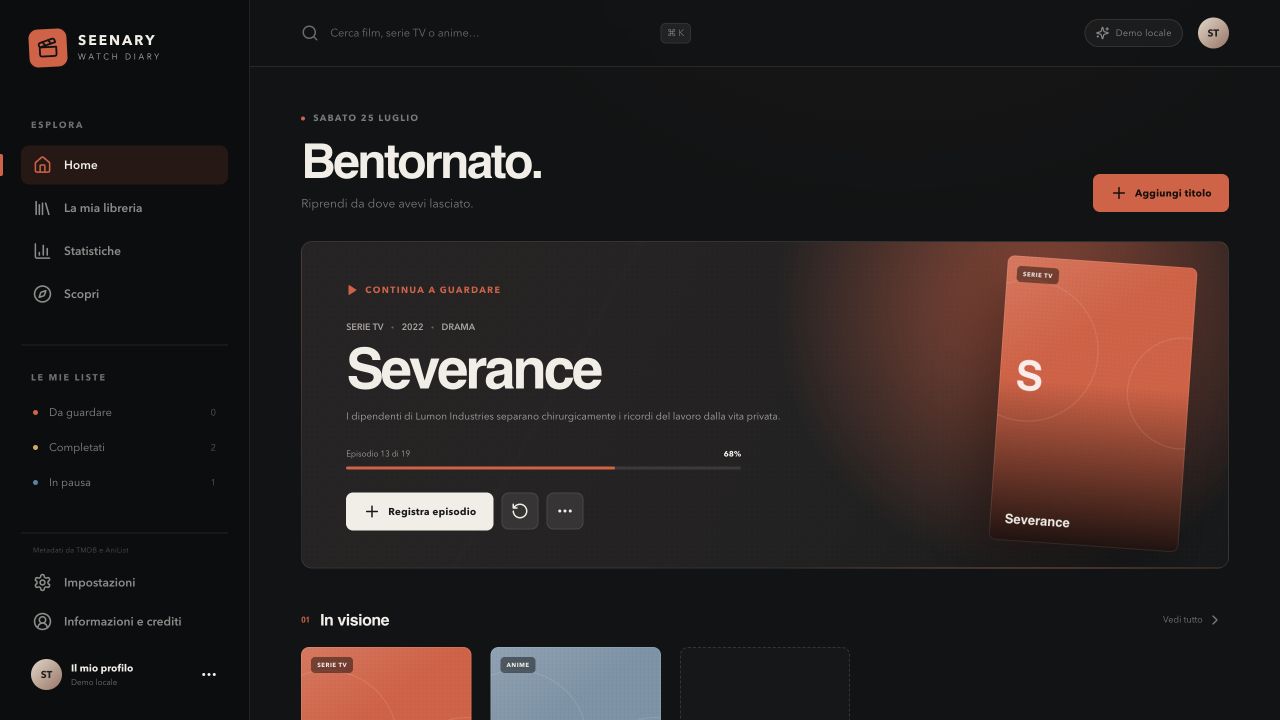 SEENARY
WATCH DIARY
ESPLORA
Home
La mia libreria
Statistiche
Scopri
LE MIE LISTE
Da guardare 0
Completati 2
In pausa 1
Metadati da TMDB e AniList
Impostazioni
Informazioni e crediti
ST
Il mio profilo
Demo locale
Cerca film, serie TV o anime…
⌘ K
Demo locale
ST
SABATO 25 LUGLIO
Bentornato.
Riprendi da dove avevi lasciato.
Aggiungi titolo
CONTINUA A GUARDARE
SERIE TV · 2022 · DRAMA
Severance
I dipendenti di Lumon Industries separano chirurgicamente i ricordi del lavoro dalla vita privata.
Episodio 13 di 19 68%
Registra episodio
SERIE TV
S
Severance
01 In visione
Vedi tutto
SERIE TV
ANIME